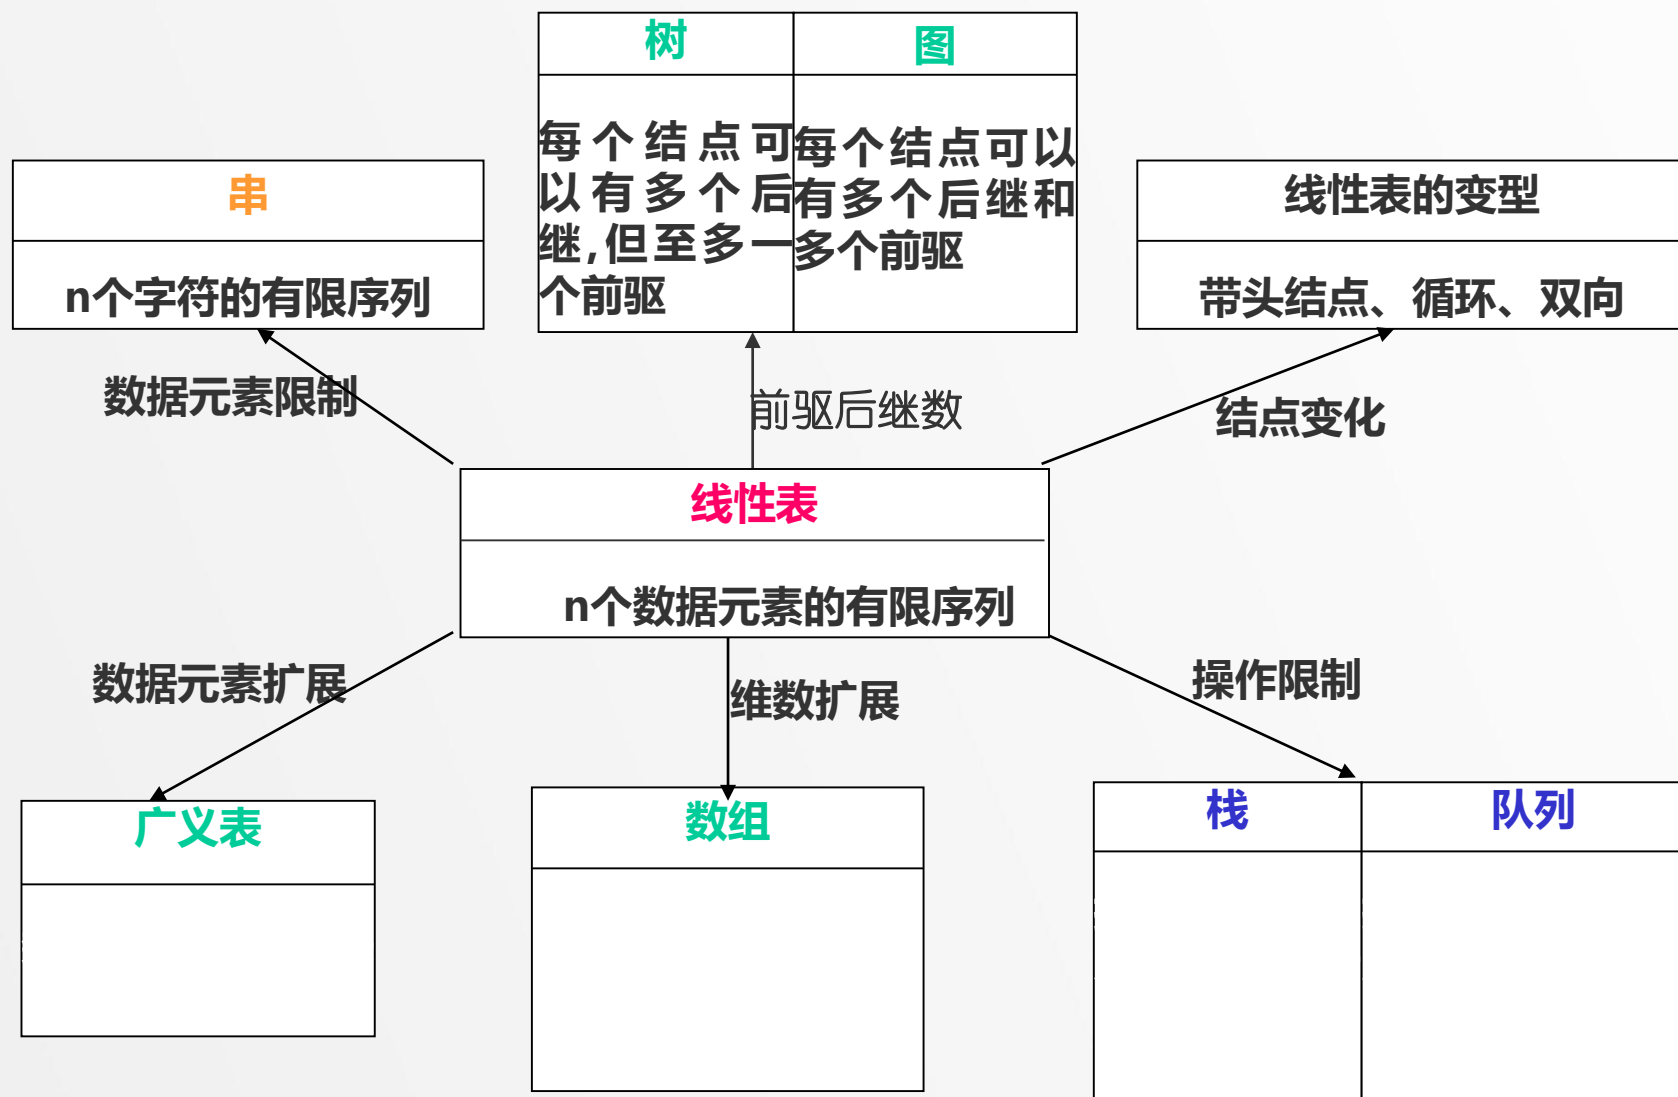 树
图
每个结点可
以有多个后
继,但至多一
个前驱
每个结点可以
有多个后继和
多个前驱
串
n个字符的有限序列
线性表的变型
带头结点、循环、双向
数据元素限制
前驱后继数
结点变化
线性表
n个数据元素的有限序列
数据元素扩展
维数扩展
操作限制
广义表
数组
栈
队列